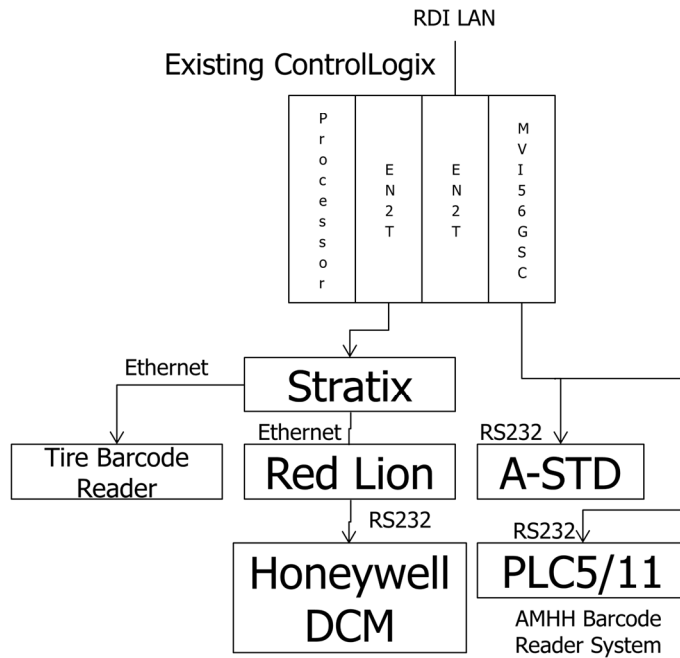 RDI LAN
Existing ControlLogix
Processor
EN2T
EN2T
MVI56GSC
Ethernet
Stratix
Ethernet
RS232
Tire Barcode
Reader
Red Lion
A-STD
RS232
RS232
Honeywell
DCM
PLC5/11
AMHH Barcode
Reader System